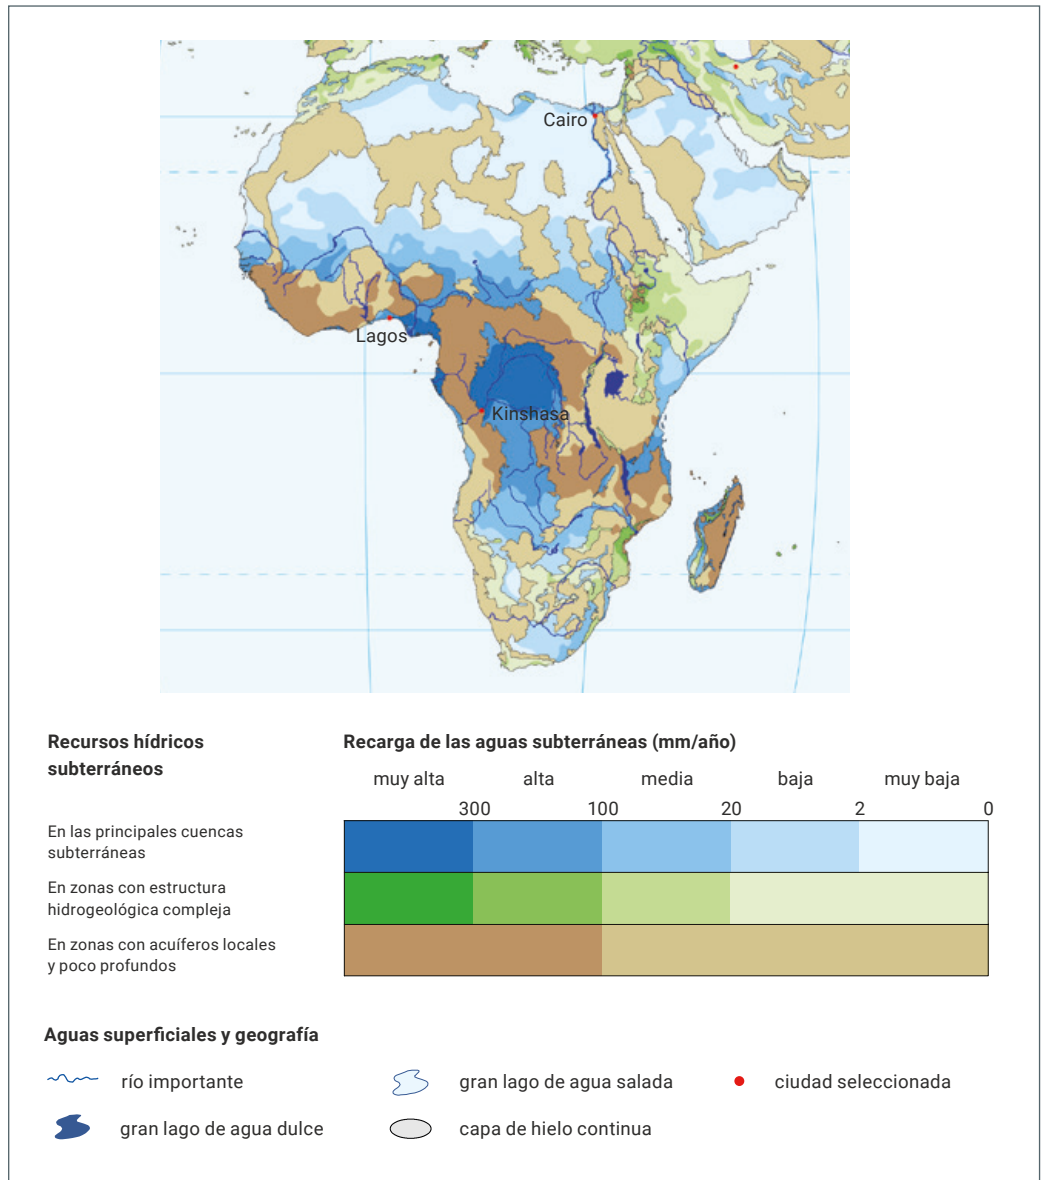 Cairo
Lagos
Kinshasa
Recursos hídricos
subterráneos
Recarga de las aguas subterráneas (mm/año)
muy alta alta media baja muy baja
300 100 20 2 0
En las principales cuencas
subterráneas
En zonas con estructura
hidrogeológica compleja
En zonas con acuíferos locales
y poco profundos
Aguas superficiales y geografía
río importante
gran lago de agua salada
ciudad seleccionada
gran lago de agua dulce
capa de hielo continua